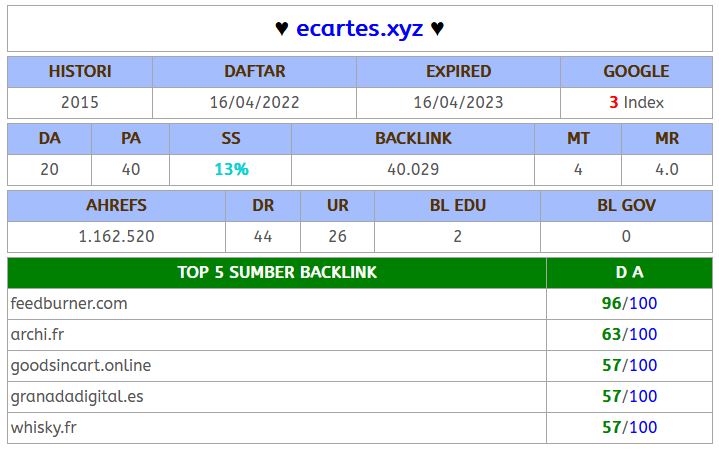 ♥ ecartes.xyz ♥
HISTORI DAFTAR EXPIRED GOOGLE
2015 16/04/2022 16/04/2023 3 Index
DA PA SS BACKLINK MT MR
20 40 13% 40.029 4 4.0
AHREFS DR UR BL EDU BL GOV
1.162.520 44 26 2 0
TOP 5 SUMBER BACKLINK D A
feedburner.com 96/100
archi.fr 63/100
goodsincart.online 57/100
granadadigital.es 57/100
whisky.fr 57/100